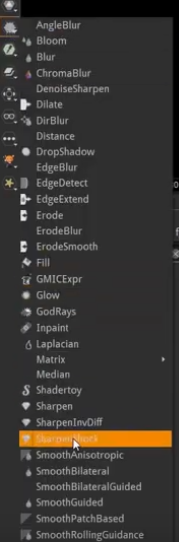 AngleBlur
Bloom
Blur
ChromaBlur
DenoiseSharpen
Dilate
DirBlur
Distance
DropShadow
EdgeBlur
EdgeDetect
EdgeExtend
Erode
ErodeBlur
ErodeSmooth
Fill
GMICExpr
Glow
GodRays
Inpaint
Laplacian
Matrix
Median
Shadertoy
Sharpen
SharpenInvDiff
SharpenShock
SmoothAnisotropic
SmoothBilateral
SmoothBilateralGuided
SmoothGuided
SmoothPatchBased
SmoothRollingGuidance